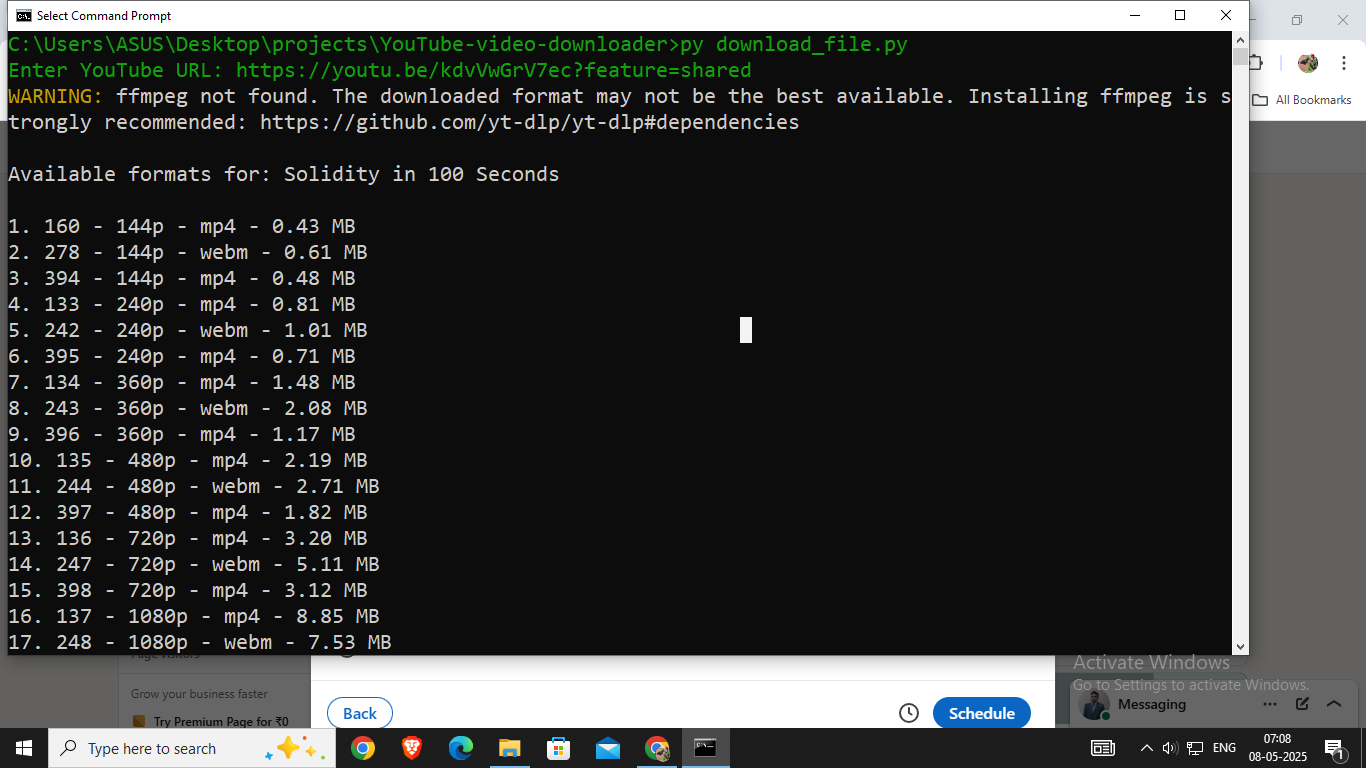 Select Command Prompt
C:\Users\ASUS\Desktop\projects\YouTube-video-downloader>py download_file.py
Enter YouTube URL: https://youtu.be/kdvVwGrV7ec?feature=shared
WARNING: ffmpeg not found. The downloaded format may not be the best available. Installing ffmpeg is s
trongly recommended: https://github.com/yt-dlp/yt-dlp#dependencies
Available formats for: Solidity in 100 Seconds
1. 160 - 144p - mp4 - 0.43 MB
2. 278 - 144p - webm - 0.61 MB
3. 394 - 144p - mp4 - 0.48 MB
4. 133 - 240p - mp4 - 0.81 MB
5. 242 - 240p - webm - 1.01 MB
6. 395 - 240p - mp4 - 0.71 MB
7. 134 - 360p - mp4 - 1.48 MB
8. 243 - 360p - webm - 2.08 MB
9. 396 - 360p - mp4 - 1.17 MB
10. 135 - 480p - mp4 - 2.19 MB
11. 244 - 480p - webm - 2.71 MB
12. 397 - 480p - mp4 - 1.82 MB
13. 136 - 720p - mp4 - 3.20 MB
14. 247 - 720p - webm - 5.11 MB
15. 398 - 720p - mp4 - 3.12 MB
16. 137 - 1080p - mp4 - 8.85 MB
17. 248 - 1080p - webm - 7.53 MB
All Bookmarks
Page visitors
Grow your business faster
Try Premium Page for ₹0
Back
Schedule
Activate Windows
Go to Settings to activate Windows.
Messaging
Type here to search
ENG
07:08
08-05-2025
1